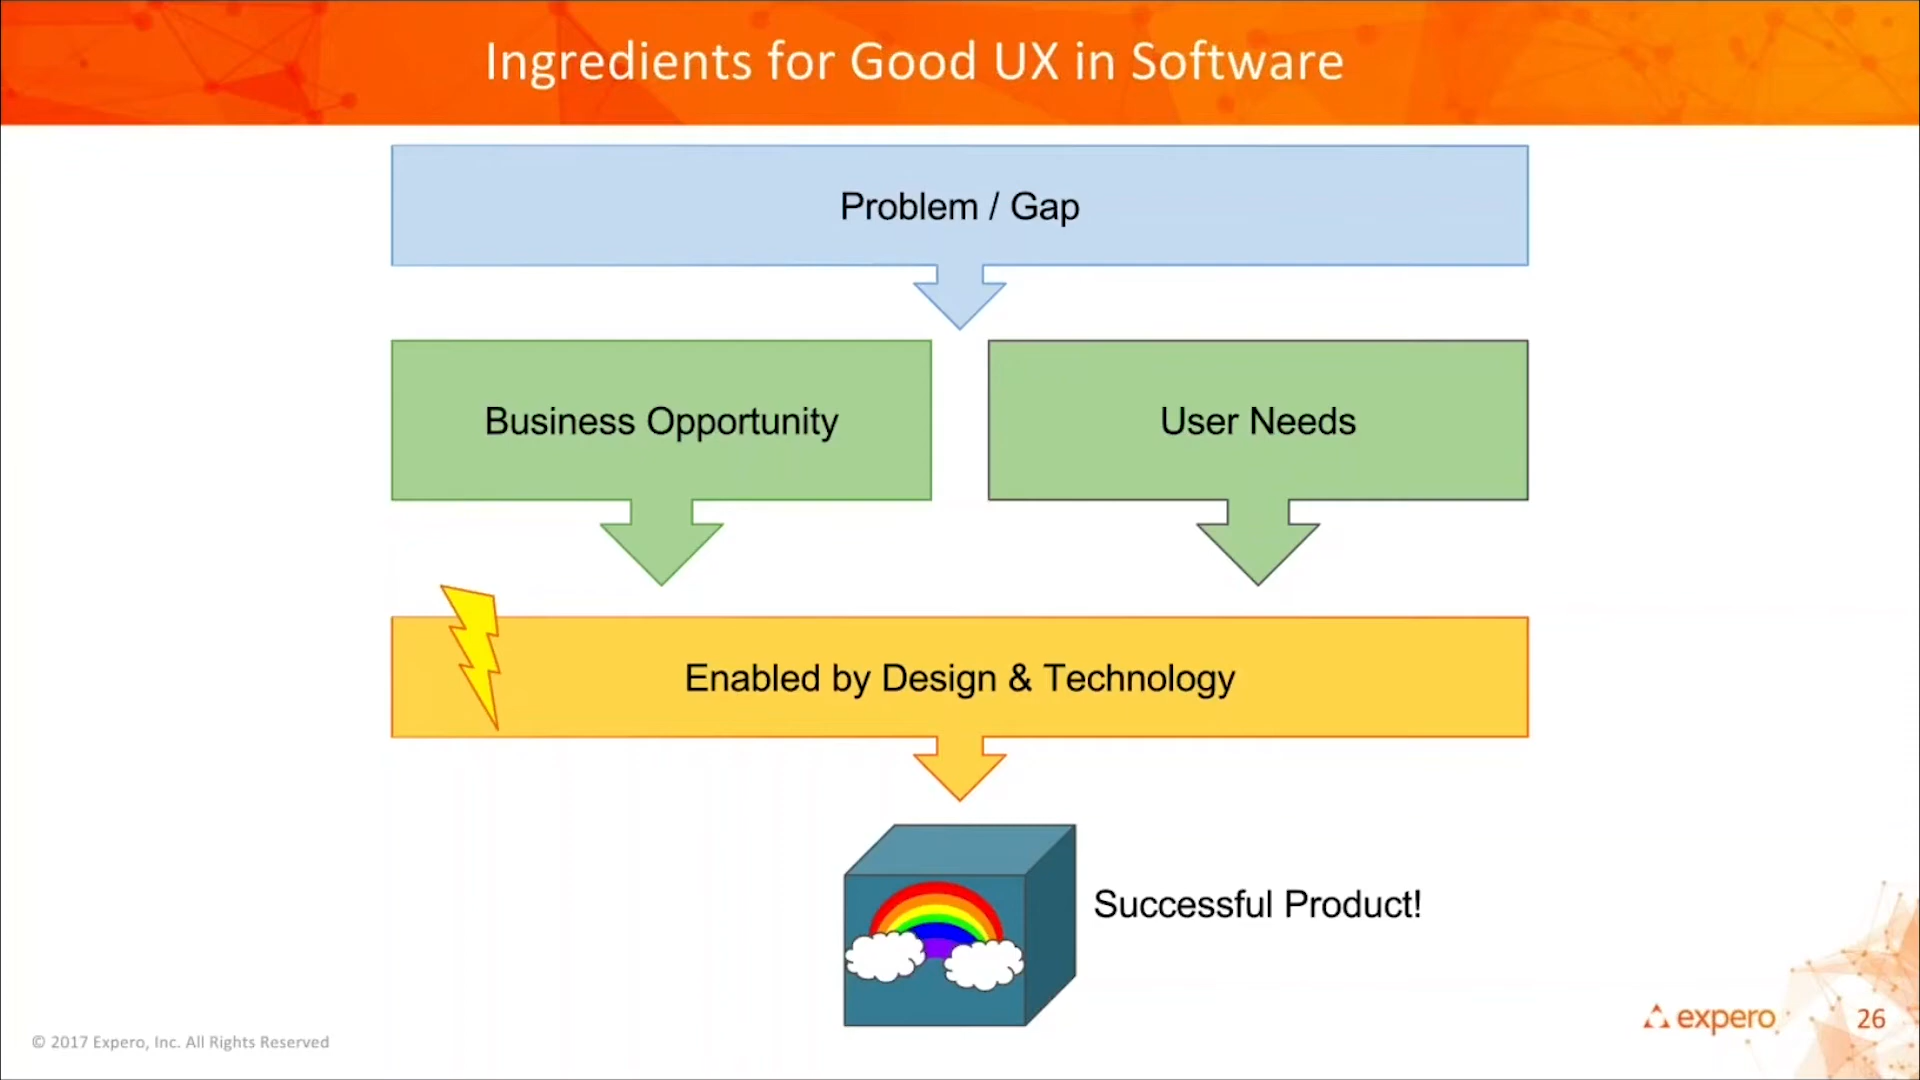 Ingredients for Good UX in Software
Problem / Gap
Business Opportunity
User Needs
Enabled by Design & Technology
Successful Product!
© 2017 Expero, Inc. All Rights Reserved
expero
26